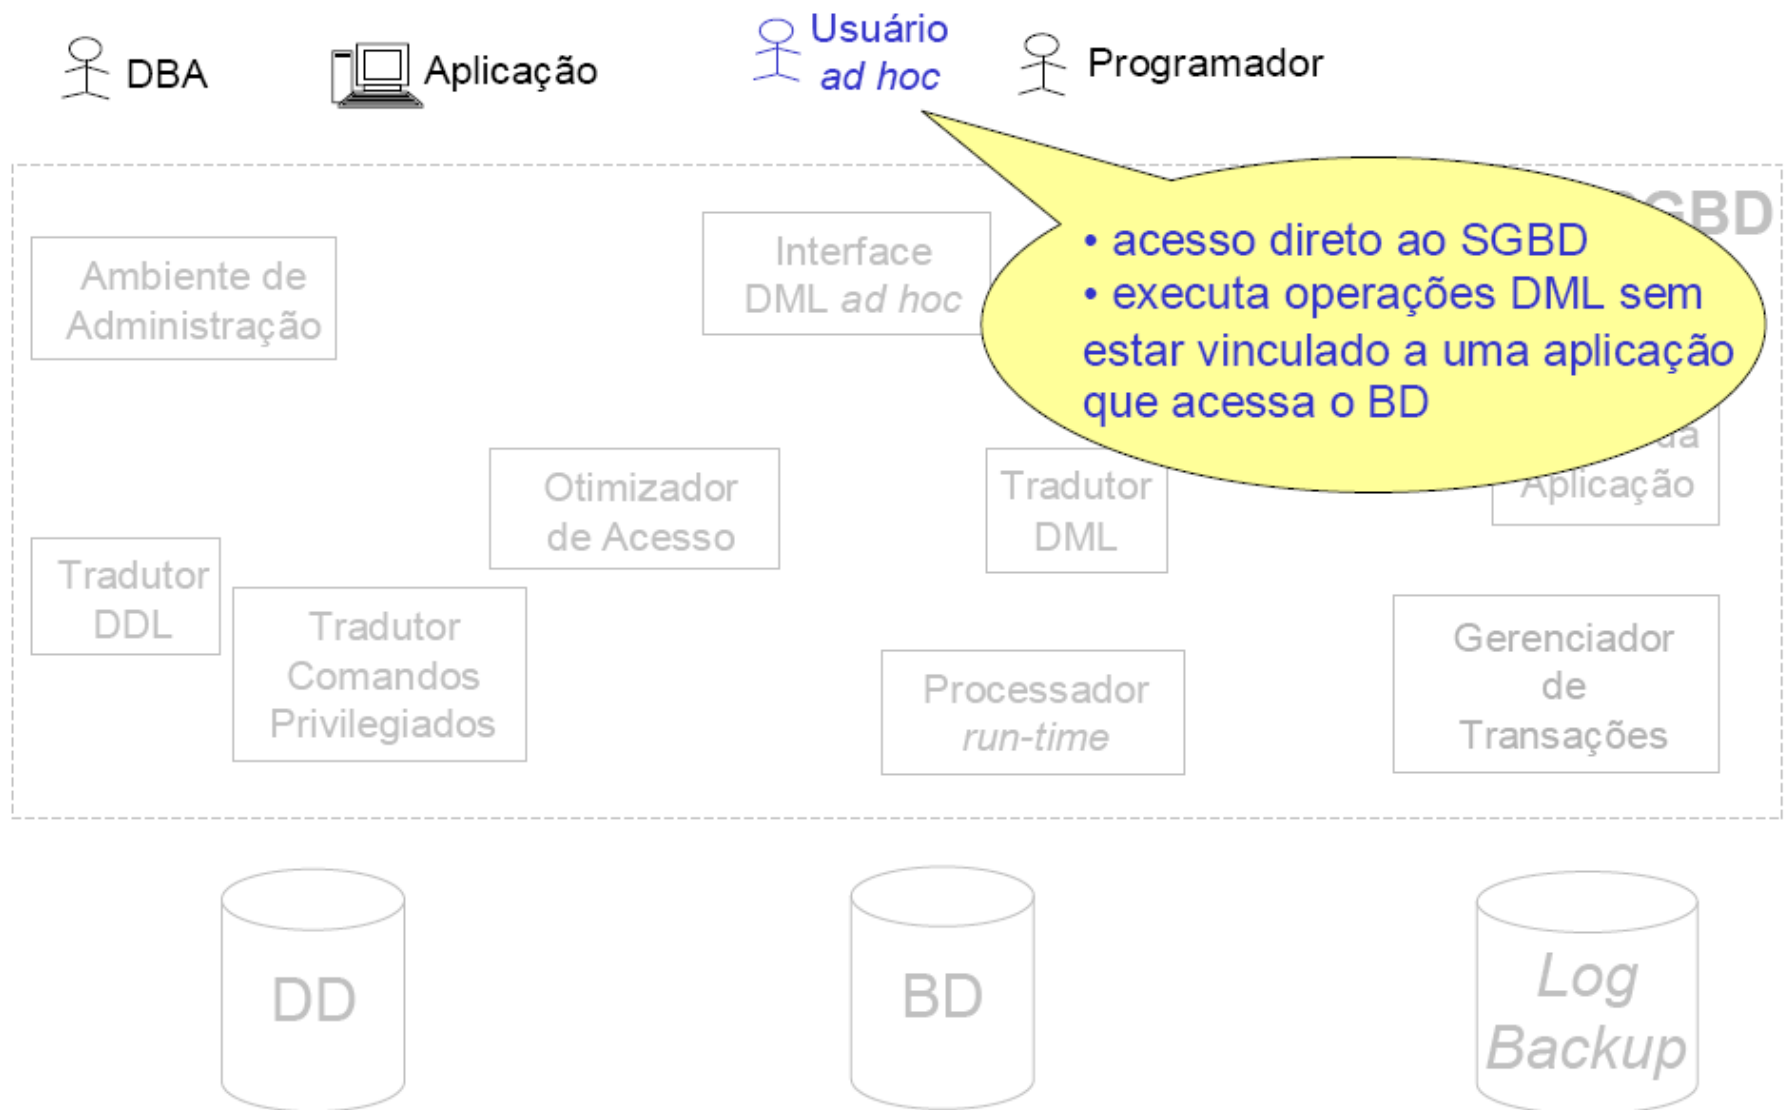 DBA
Aplicação
Usuário
ad hoc
Programador
• acesso direto ao SGBD
• executa operações DML sem
estar vinculado a uma aplicação
que acessa o BD
Ambiente de
Administração
Interface
DML ad hoc
Otimizador
de Acesso
Tradutor
DML
Aplicação
Tradutor
DDL
Tradutor
Comandos
Privilegiados
Processador
run-time
Gerenciador
de
Transações
DD
BD
Log
Backup